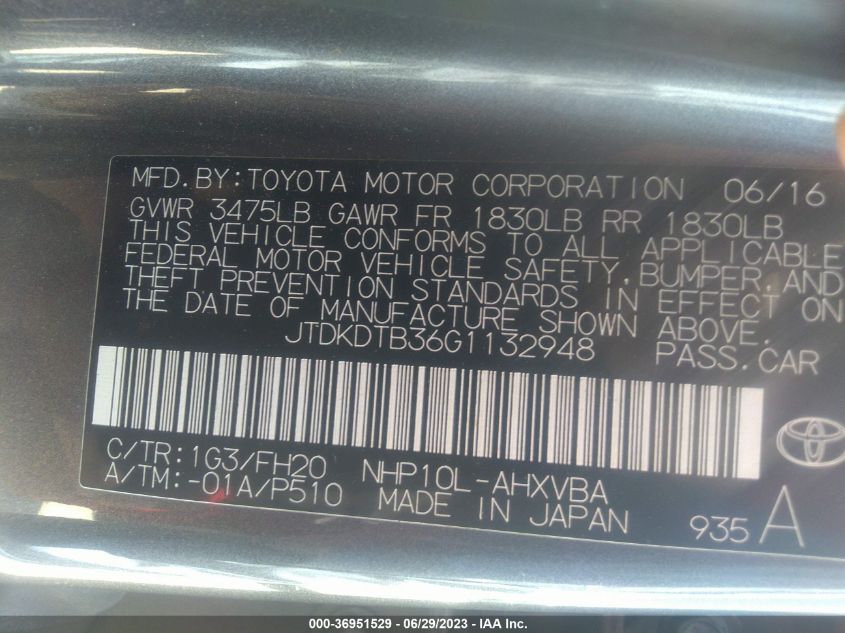 MFD.BY:TOYOTA MOTOR CORPORATION 06/16
GVWR 3475LB GAWR FR 1830LB RR 1830LB
THIS VEHICLE CONFORMS TO ALL APPLICABLE
FEDERAL MOTOR VEHICLE SAFETY,BUMPER,AND
THEFT PREVENTION STANDARDS IN EFFECT ON
THE DATE OF MANUFACTURE SHOWN ABOVE.
JTDKDTB36G1132948 PASS.CAR
C/TR:1G3/FH20 NHP10L-AHXVBA
A/TM:-01A/P510 MADE IN JAPAN 935 A
000-36951529 - 06/29/2023 - IAA Inc.